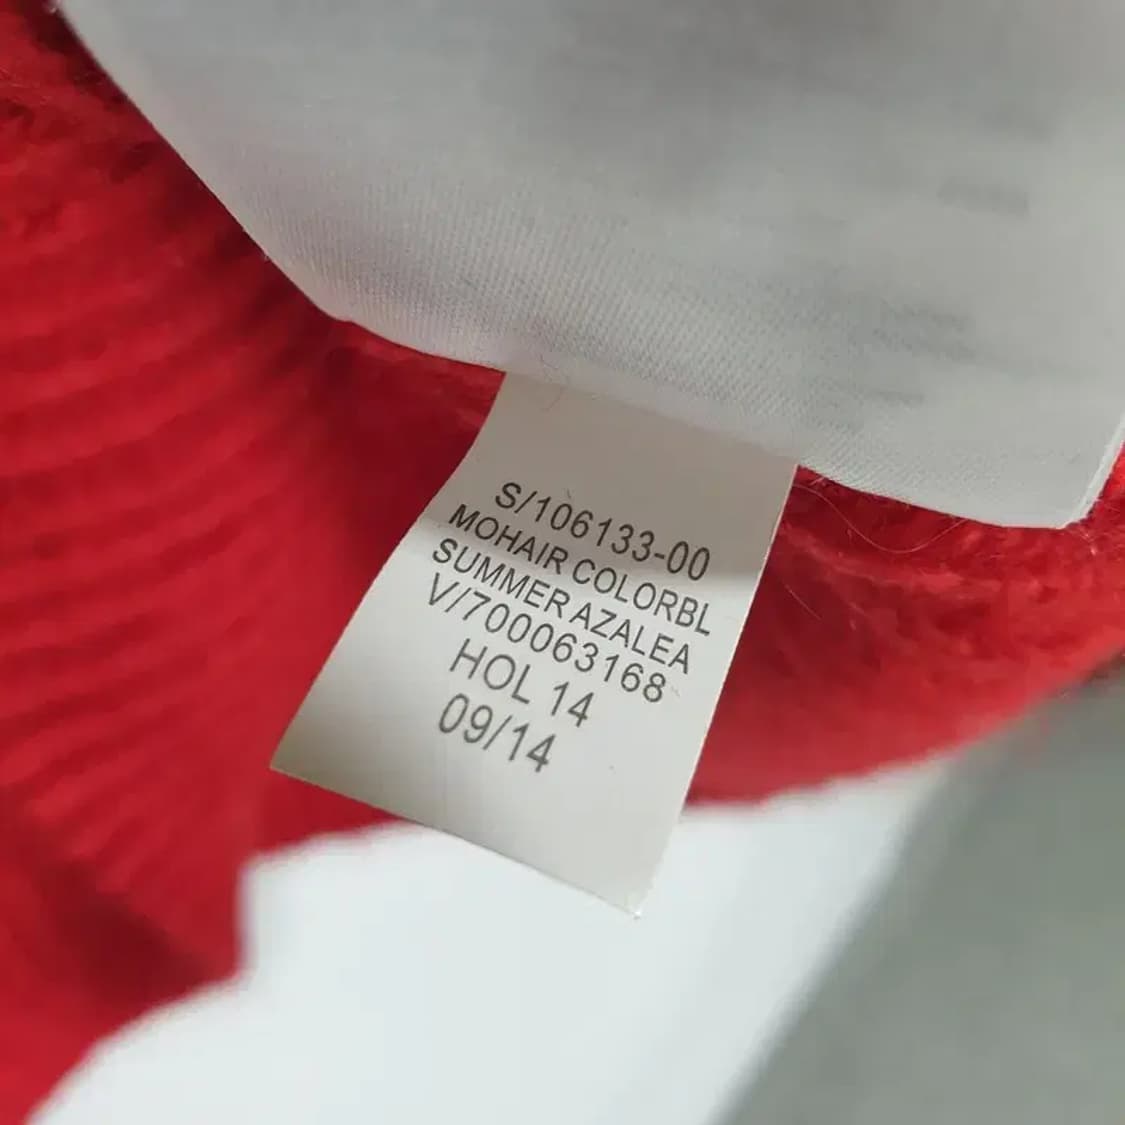 S/106133-00
MOHAIR COLORBL
SUMMER AZALEA
V/700063168
HOL 14
09/14